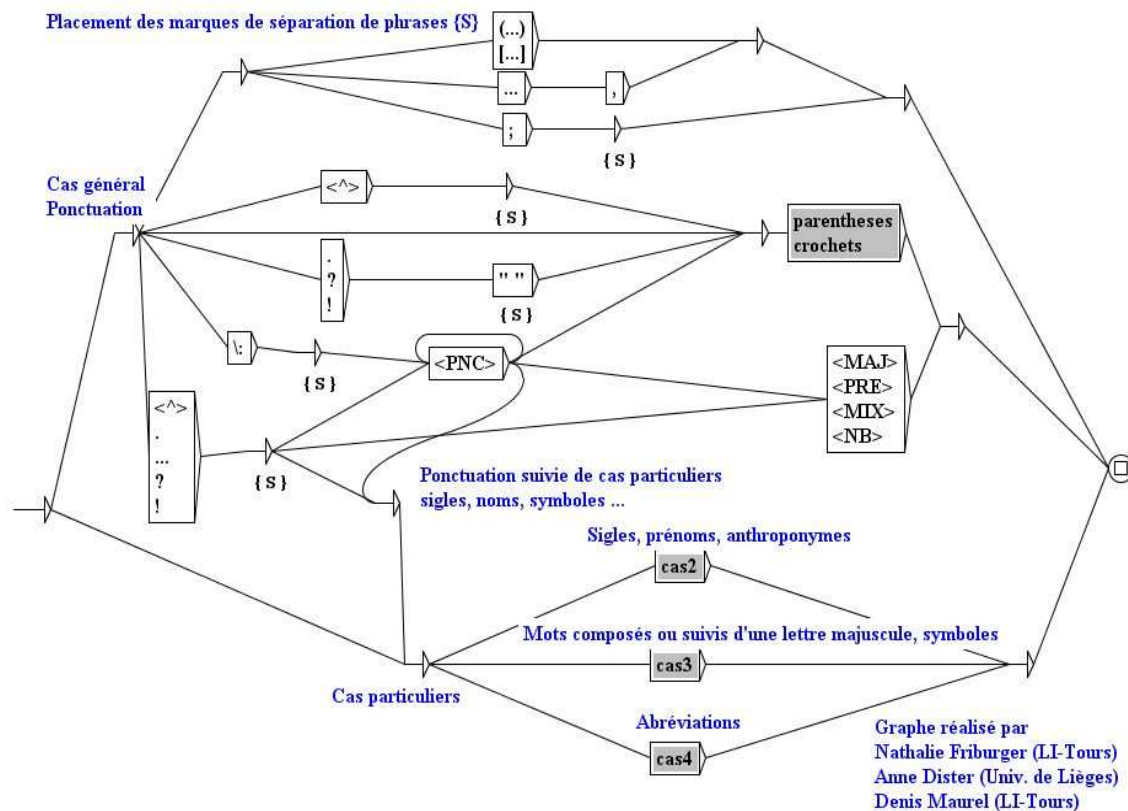 Placement des marques de séparation de phrases {S}
(...)
[...]
...
,
;
{ S }
Cas général
Ponctuation
<^>
{ S }
parentheses
crochets
.
?
!
" "
{ S }
\:
{ S }
<PNC>
<MAJ>
<PRE>
<MIX>
<NB>
<^>
.
...
?
!
{ S }
Ponctuation suivie de cas particuliers
sigles, noms, symboles ...
Sigles, prénoms, anthroponymes
cas2
Mots composés ou suivis d'une lettre majuscule, symboles
cas3
Cas particuliers
Abréviations
cas4
Graphe réalisé par
Nathalie Friburger (LI-Tours)
Anne Dister (Univ. de Lièges)
Denis Maurel (LI-Tours)